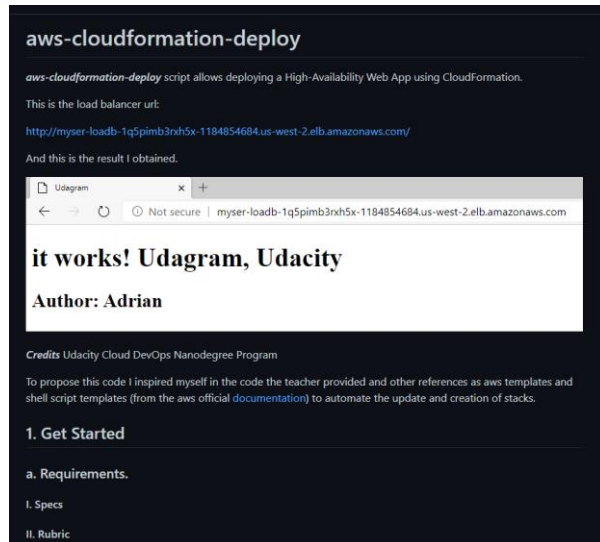 aws-cloudformation-deploy
aws-cloudformation-deploy script allows deploying a High-Availability Web App using CloudFormation.
This is the load balancer url:
http://myser-loadb-1q5pimb3rxh5x-1184854684.us-west-2.elb.amazonaws.com/
And this is the result I obtained.
Udagram
Not secure | myser-loadb-1q5pimb3rxh5x-1184854684.us-west-2.elb.amazonaws.com
it works! Udagram, Udacity
Author: Adrian
Credits Udacity Cloud DevOps Nanodegree Program
To propose this code I inspired myself in the code the teacher provided and other references as aws templates and
shell script templates (from the aws official documentation) to automate the update and creation of stacks.
1. Get Started
a. Requirements.
I. Specs
II. Rubric